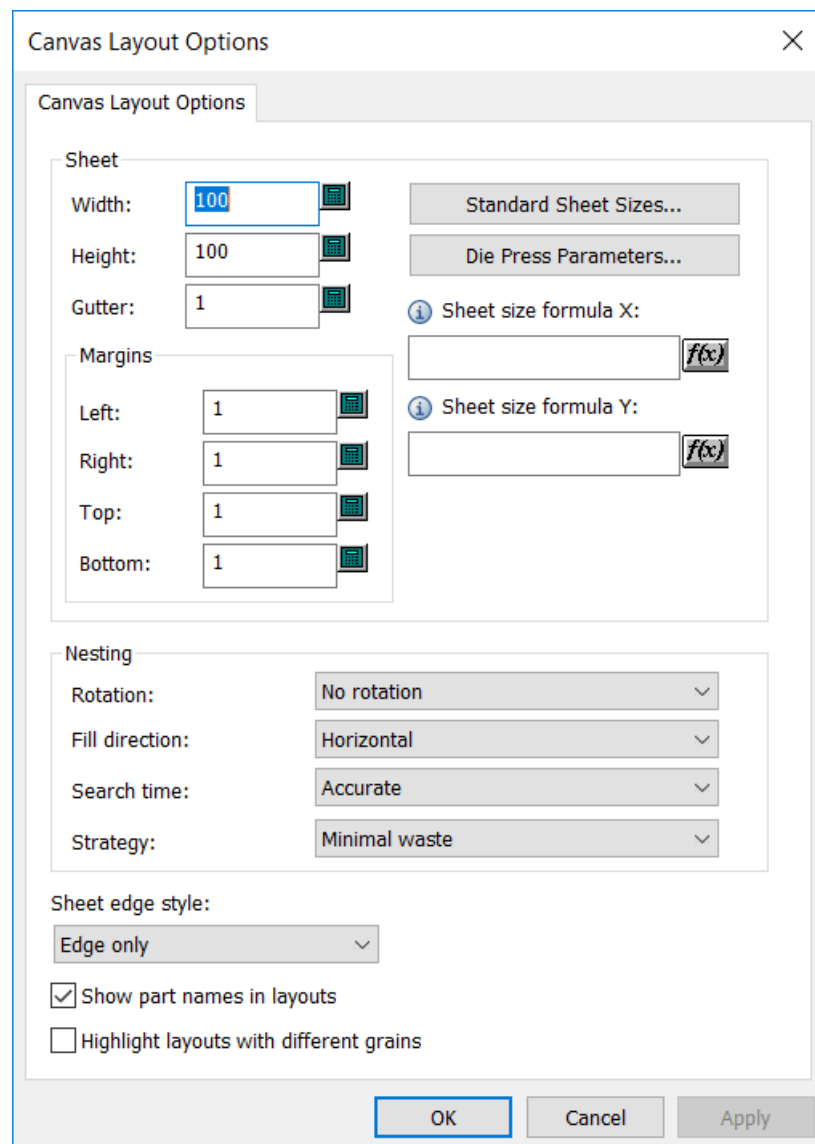 Canvas Layout Options
Canvas Layout Options
Sheet
Width: 100 Standard Sheet Sizes...
Height: 100 Die Press Parameters...
Gutter: 1 Sheet size formula X:
f(x)
Margins
Left: 1 Sheet size formula Y:
f(x)
Right: 1
Top: 1
Bottom: 1
Nesting
Rotation: No rotation
Fill direction: Horizontal
Search time: Accurate
Strategy: Minimal waste
Sheet edge style:
Edge only
Show part names in layouts
Highlight layouts with different grains
OK Cancel Apply